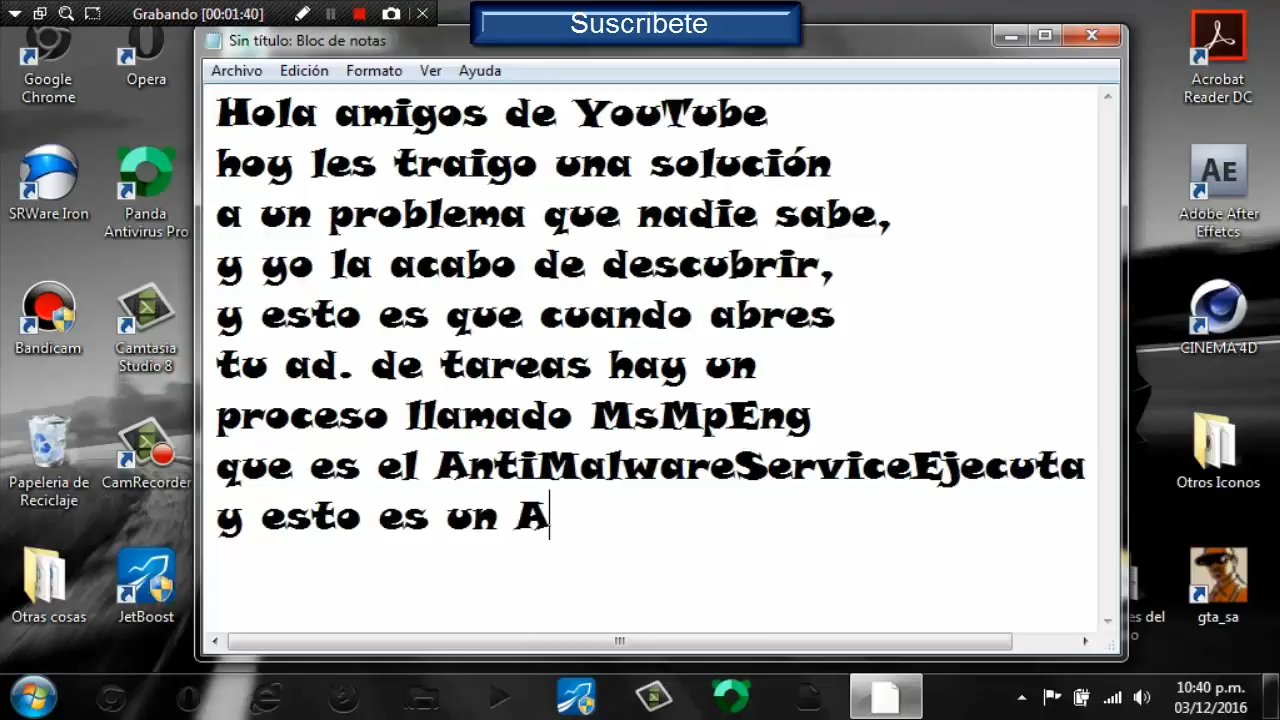 Grabando [00:01:40]
Suscribete
Sin título: Bloc de notas
Archivo Edición Formato Ver Ayuda
Hola amigos de YouTube
hoy les traigo una solución
a un problema que nadie sabe,
y yo la acabo de descubrir,
y esto es que cuando abres
tu ad. de tareas hay un
proceso llamado MsMpEng
que es el AntiMalwareServiceEjecuta
y esto es un A
Google Chrome
Opera
SRWare Iron
Panda Antivirus Pro
Bandicam
Camtasia Studio 8
Papelería de Reciclaje
CamRecorder
Otras cosas
JetBoost
Acrobat Reader DC
AE
Adobe After Effetcs
CINEMA 4D
Otros Iconos
es del
o
gta_sa
10:40 p.m.
03/12/2016